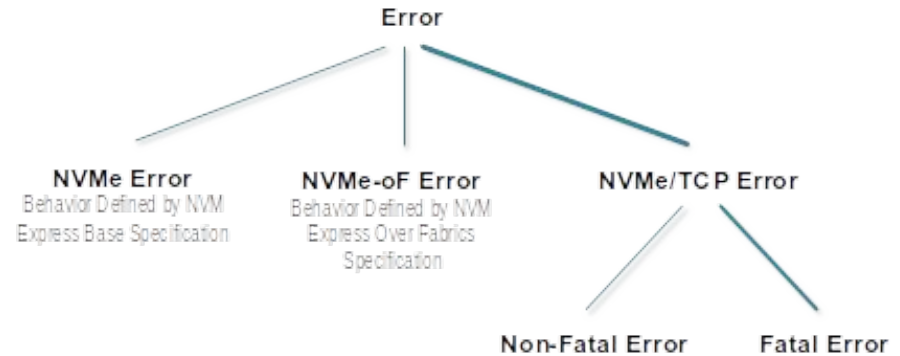 Error
NVMe Error
Behavior Defined by NVM
Express Base Specification
NVMe-oF Error
Behavior Defined by NVM
Express Over Fabrics
Specification
NVMe/TCP Error
Non-Fatal Error
Fatal Error